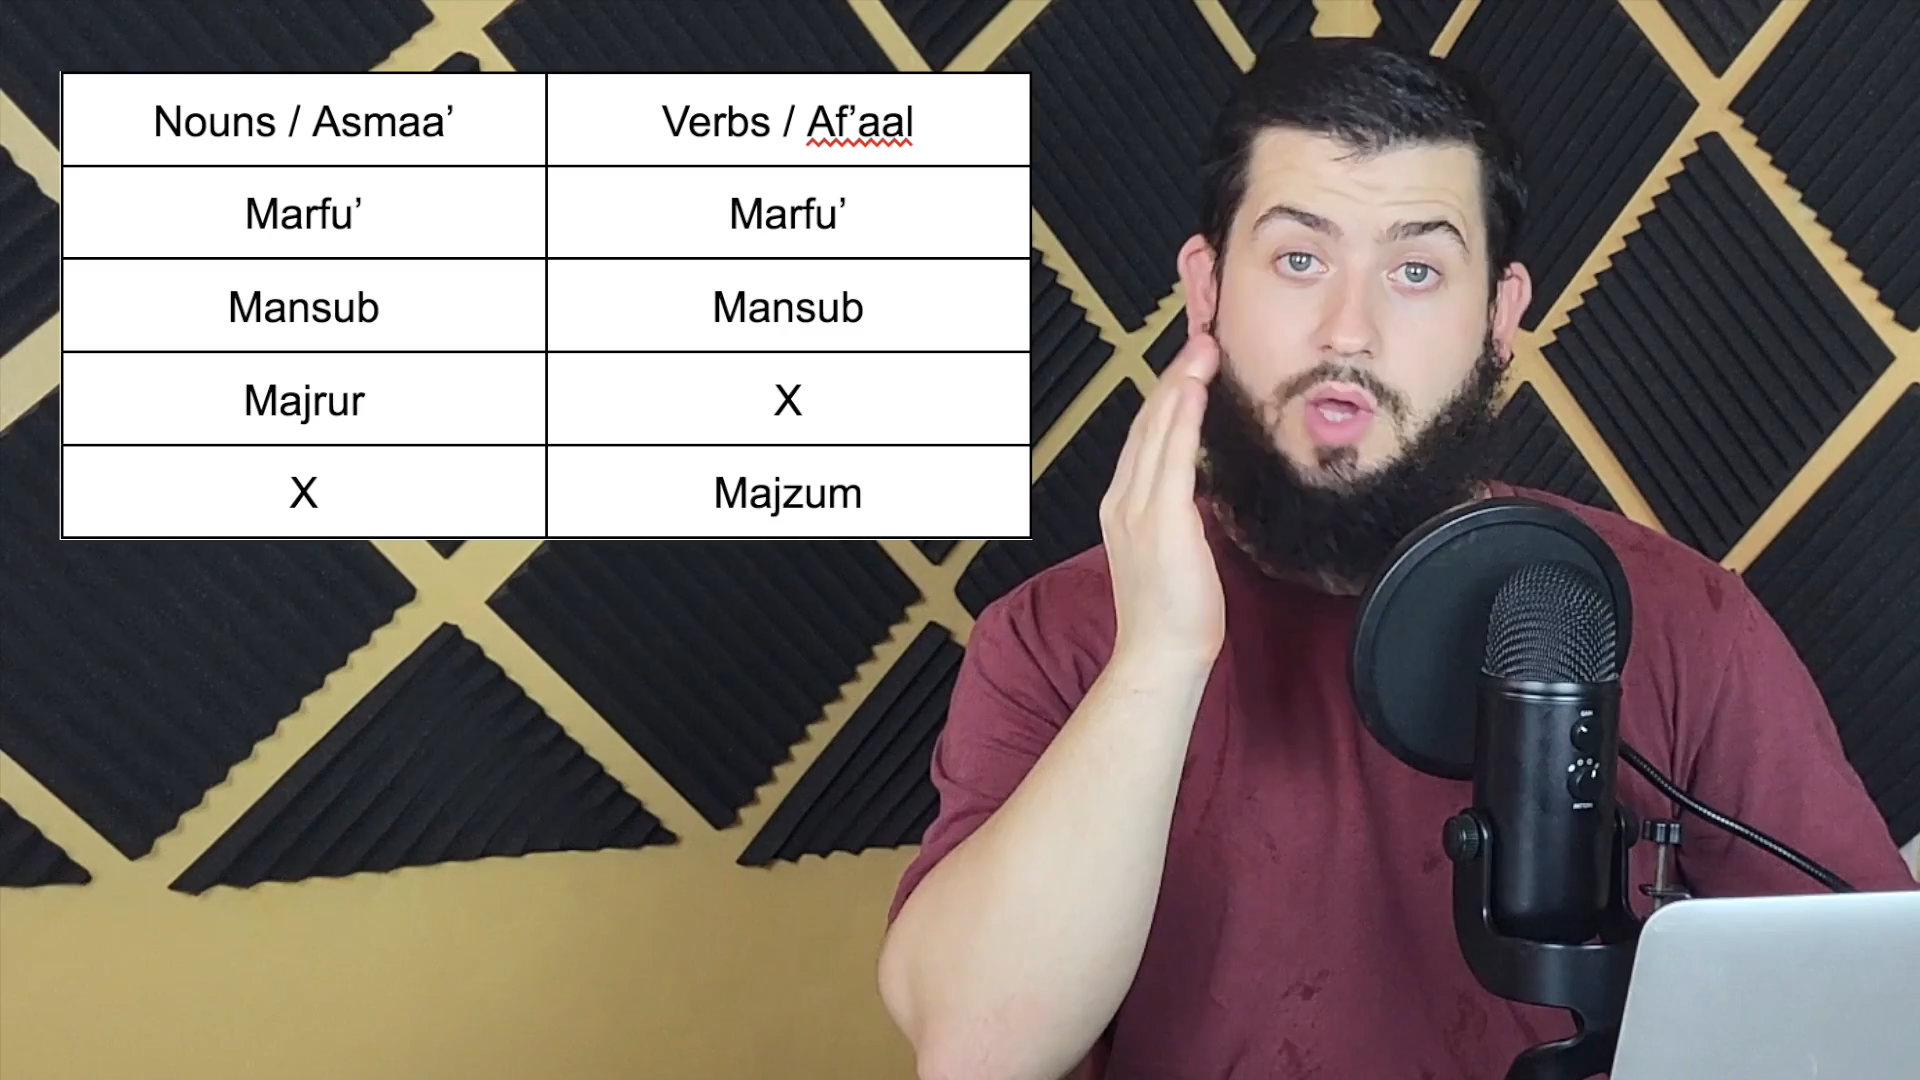 Nouns / Asmaa’ Verbs / Af’aal
Marfu’ Marfu’
Mansub Mansub
Majrur X
X Majzum